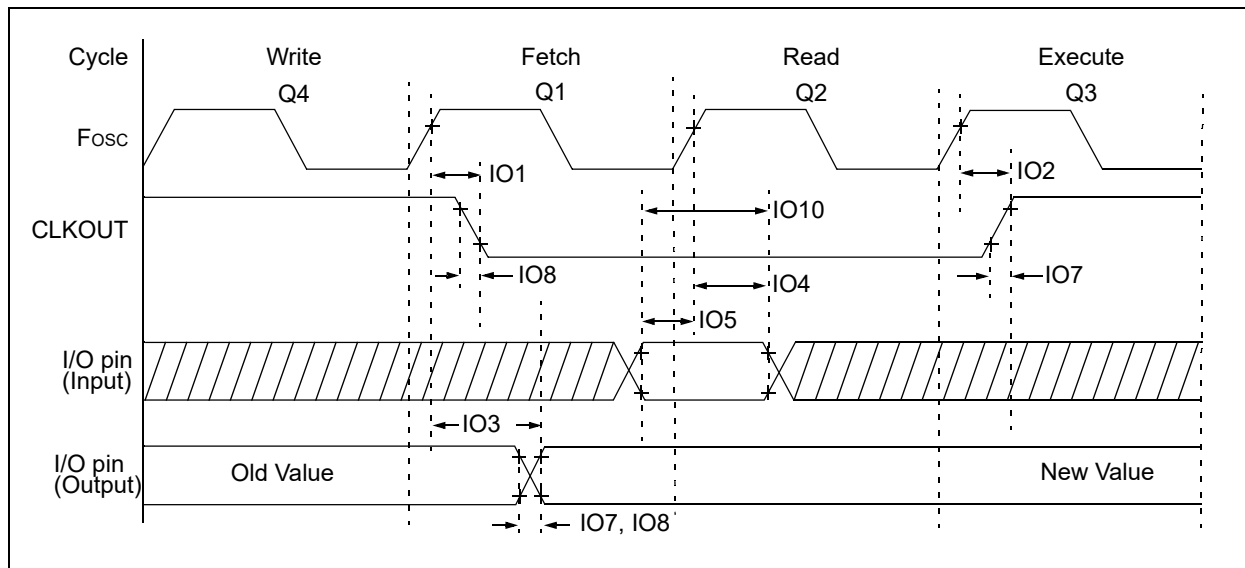 Cycle Write Fetch Read Execute
Q4 Q1 Q2 Q3
FOSC
IO1 IO2
CLKOUT IO10
IO8 IO4 IO7
IO5
I/O pin
(Input)
IO3
I/O pin
(Output) Old Value New Value
IO7, IO8